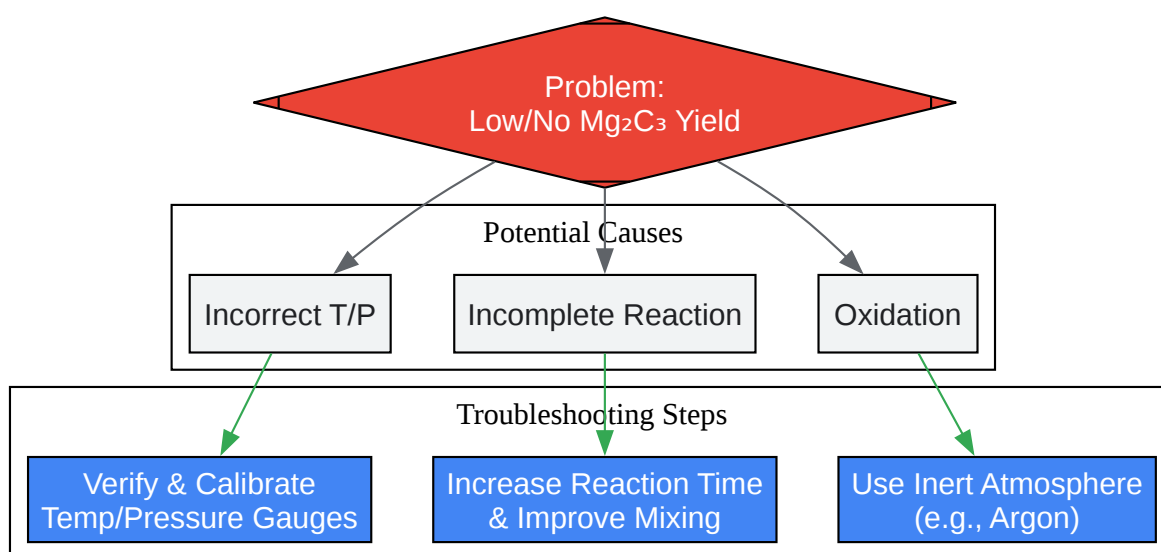 Problem:
Low/No Mg₂C₃ Yield
Potential Causes
Incorrect T/P
Incomplete Reaction
Oxidation
Troubleshooting Steps
Verify & Calibrate
Temp/Pressure Gauges
Increase Reaction Time
& Improve Mixing
Use Inert Atmosphere
(e.g., Argon)